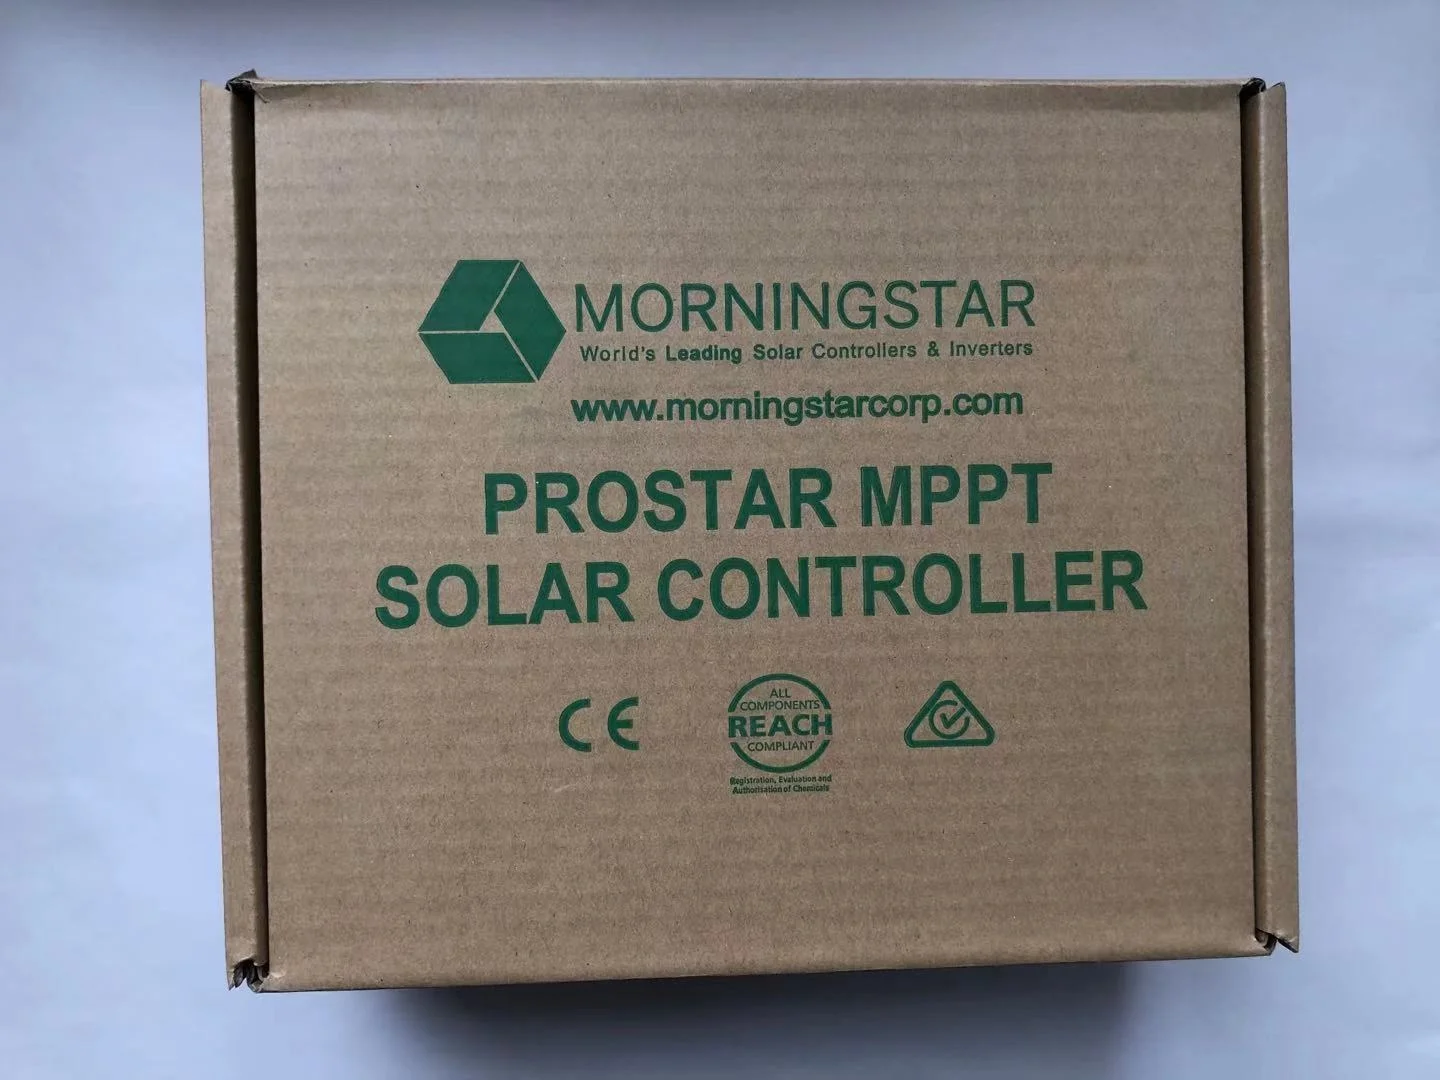 MORNINGSTAR
World's Leading Solar Controllers & Inverters
www.morningstarcorp.com
PROSTAR MPPT
SOLAR CONTROLLER
CE
ALL
COMPONENTS
REACH
COMPLIANT
Registration, Evaluation and
Authorisation of Chemicals